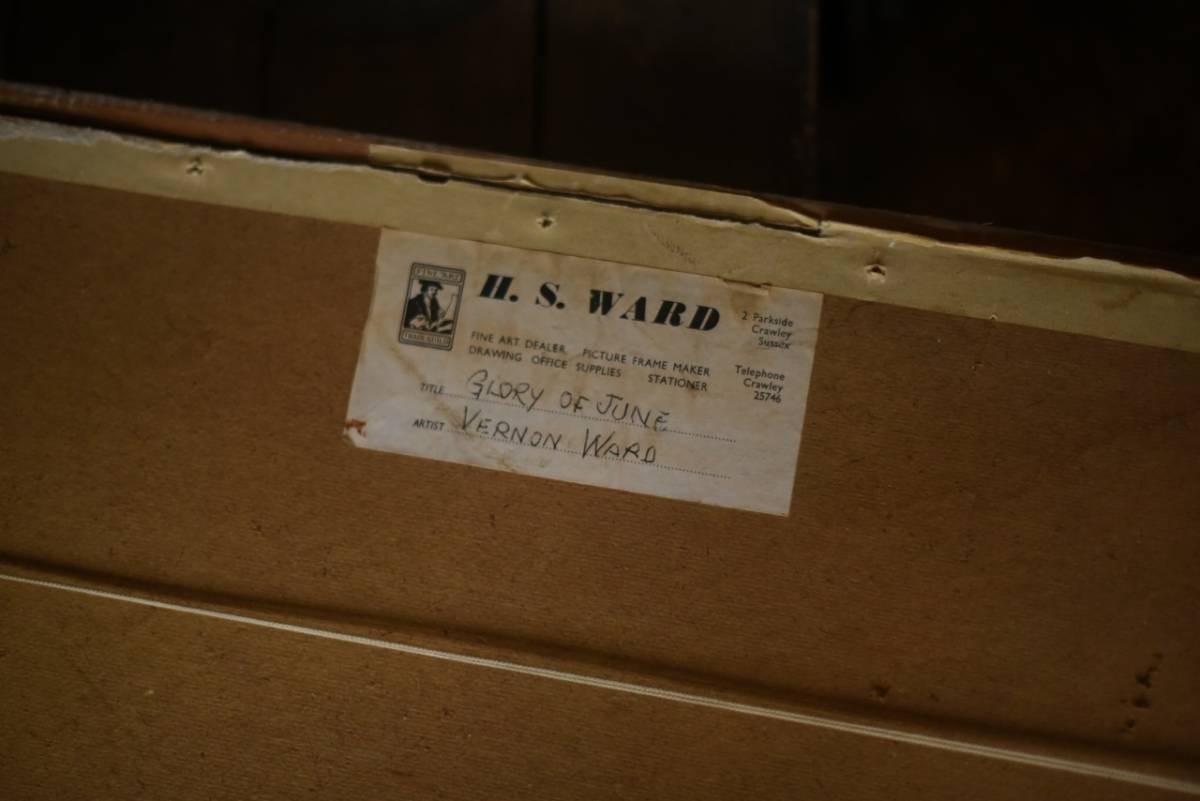 FINE ART
TRADE GUILD
H. S. WARD
2 Parkside
Crawley
Sussex
FINE ART DEALER PICTURE FRAME MAKER
DRAWING OFFICE SUPPLIES STATIONER
Telephone
Crawley
25746
TITLE GLORY OF JUNE
ARTIST VERNON WARD